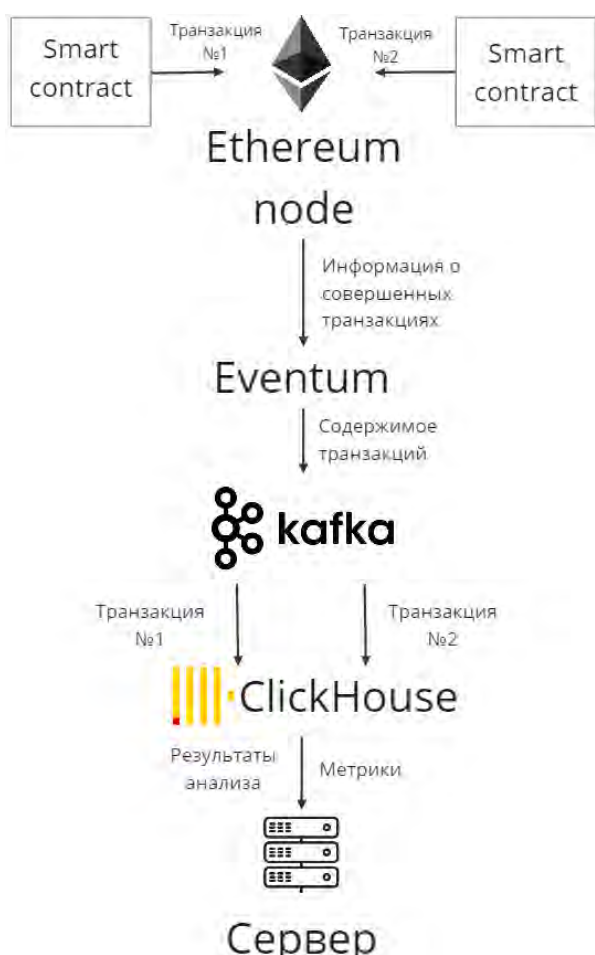 Smart
contract
Транзакция
№1
Транзакция
№2
Smart
contract
Ethereum
node
Информация о
совершенных
транзакциях
Eventum
Содержимое
транзакций
kafka
Транзакция
№1
Транзакция
№2
ClickHouse
Результаты
анализа
Метрики
Сервер